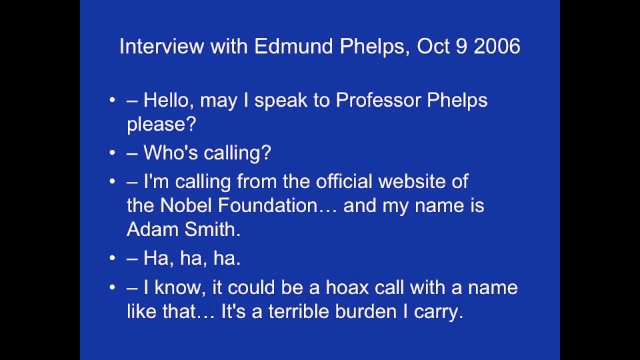 Interview with Edmund Phelps, Oct 9 2006
• – Hello, may I speak to Professor Phelps
please?
• – Who's calling?
• – I'm calling from the official website of
the Nobel Foundation… and my name is
Adam Smith.
• – Ha, ha, ha.
• – I know, it could be a hoax call with a name
like that… It's a terrible burden I carry.